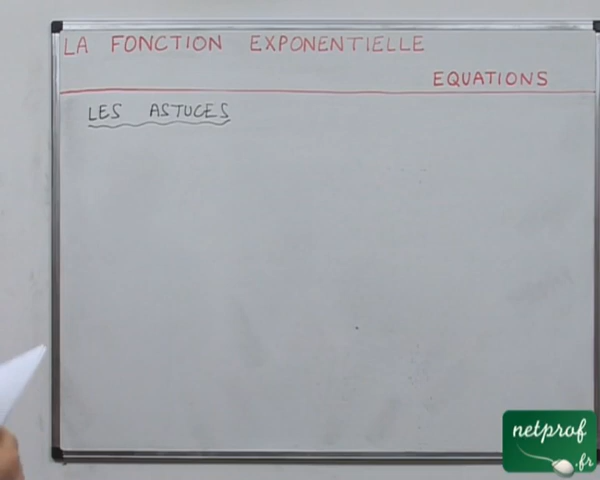 LA FONCTION EXPONENTIELLE
EQUATIONS
LES ASTUCES
netprof
.fr